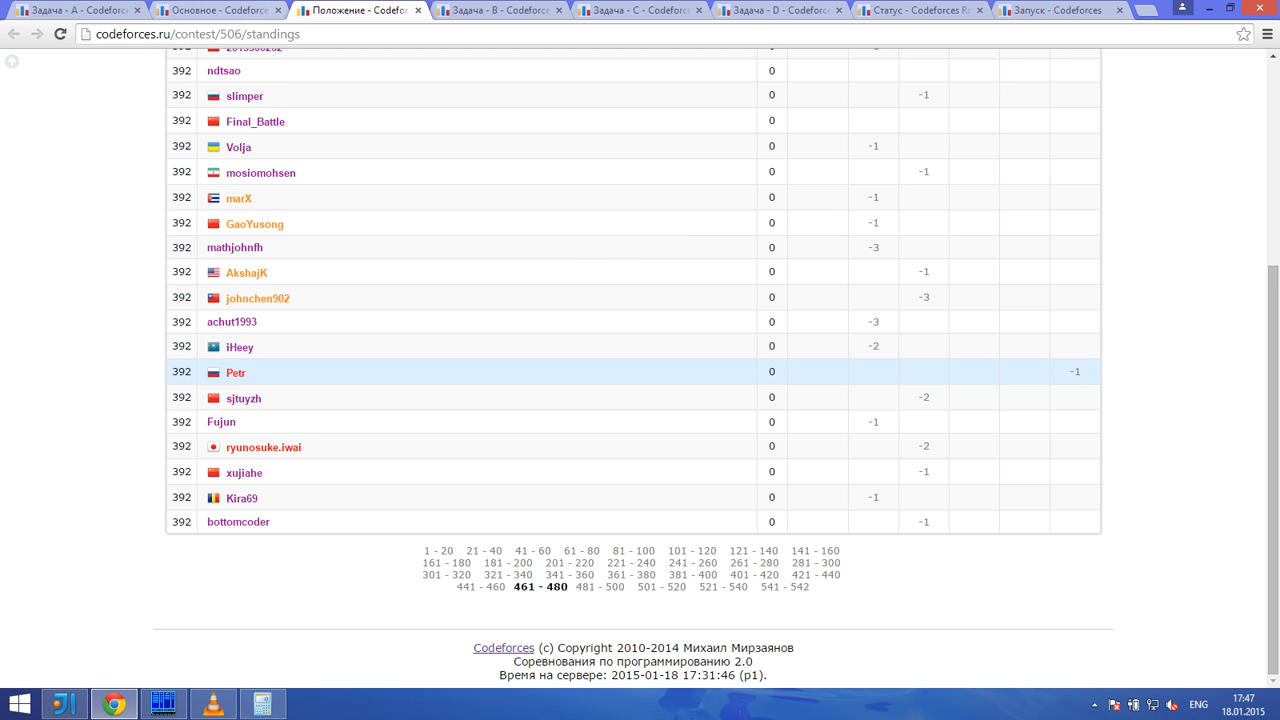 Задача - A - Codeforces
Основное - Codeforces
Положение - Codeforc
Задача - B - Codeforces
Задача - C - Codeforces
Задача - D - Codeforces
Статус - Codeforces Ro
Запуск - Codeforces
codeforces.ru/contest/506/standings
392 ndtsao 0
392 slimper 0 -1
392 Final_Battle 0
392 Volja 0 -1
392 mosiomohsen 0 -1
392 marX 0 -1
392 GaoYusong 0 -1
392 mathjohnfh 0 -3
392 AkshajK 0 -1
392 johnchen902 0 -3
392 achut1993 0 -3
392 iHeey 0 -2
392 Petr 0 -1
392 sjtuyzh 0 -2
392 Fujun 0 -1
392 ryunosuke.iwai 0 -2
392 xujiahe 0 -1
392 Kira69 0 -1
392 bottomcoder 0 -1
1 - 20 21 - 40 41 - 60 61 - 80 81 - 100 101 - 120 121 - 140 141 - 160
161 - 180 181 - 200 201 - 220 221 - 240 241 - 260 261 - 280 281 - 300
301 - 320 321 - 340 341 - 360 361 - 380 381 - 400 401 - 420 421 - 440
441 - 460 461 - 480 481 - 500 501 - 520 521 - 540 541 - 542
Codeforces (c) Copyright 2010-2014 Михаил Мирзаянов
Соревнования по программированию 2.0
Время на сервере: 2015-01-18 17:31:46 (p1).
ENG
17:47
18.01.2015